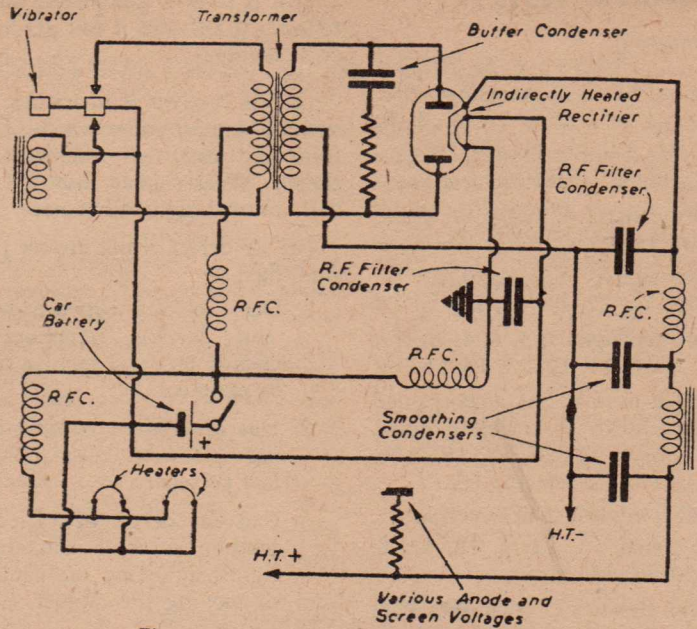 Vibrator
Transformer
Buffer Condenser
Indirectly Heated
Rectifier
R.F. Filter
Condenser
R.F. Filter
Condenser
R.F.C.
R.F.C.
Car
Battery
R.F.C.
R.F.C.
+
Smoothing
Condensers
Heaters
H.T.-
H.T.+
Various Anode and
Screen Voltages